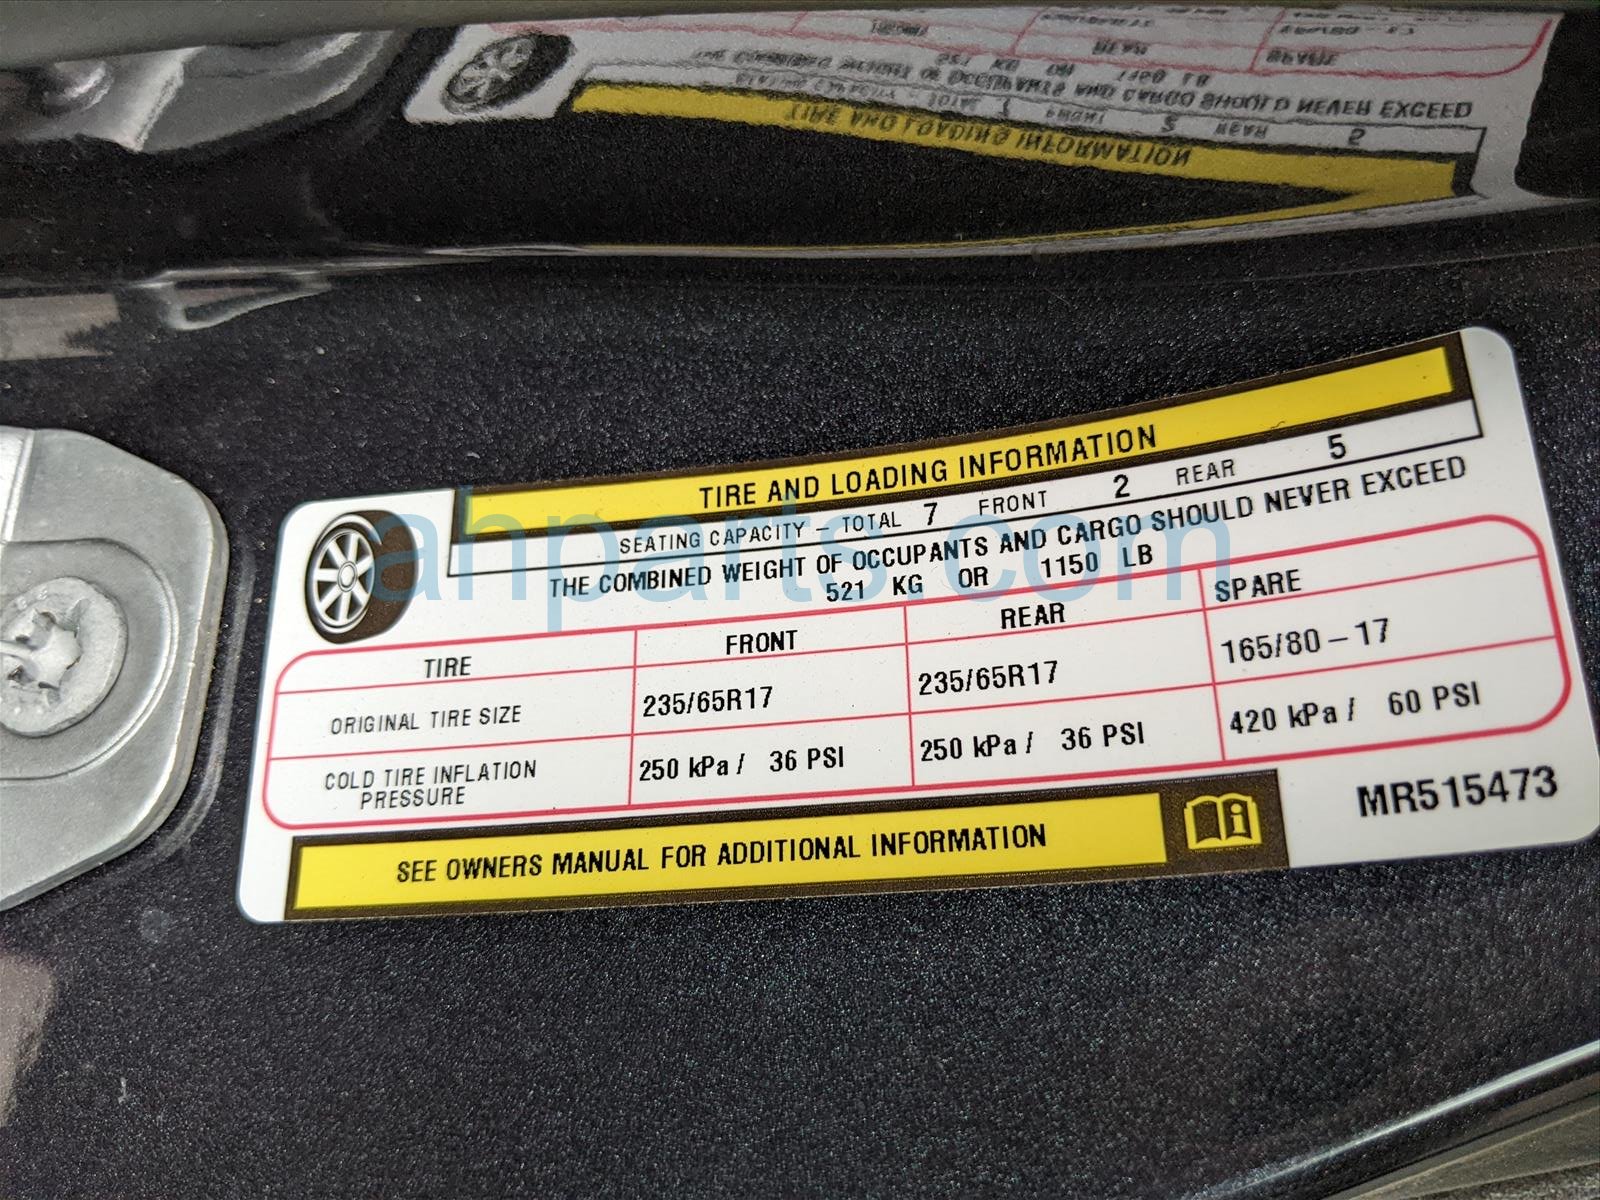 TIRE AND LOADING INFORMATION
SEATING CAPACITY – TOTAL 7 FRONT 2 REAR 5
THE COMBINED WEIGHT OF OCCUPANTS AND CARGO SHOULD NEVER EXCEED
521 KG OR 1150 LB
TIRE FRONT REAR SPARE
ORIGINAL TIRE SIZE 235/65R17 235/65R17 165/80 – 17
COLD TIRE INFLATION
PRESSURE 250 kPa / 36 PSI 250 kPa / 36 PSI 420 kPa / 60 PSI
SEE OWNERS MANUAL FOR ADDITIONAL INFORMATION
MR515473
ahparts.com